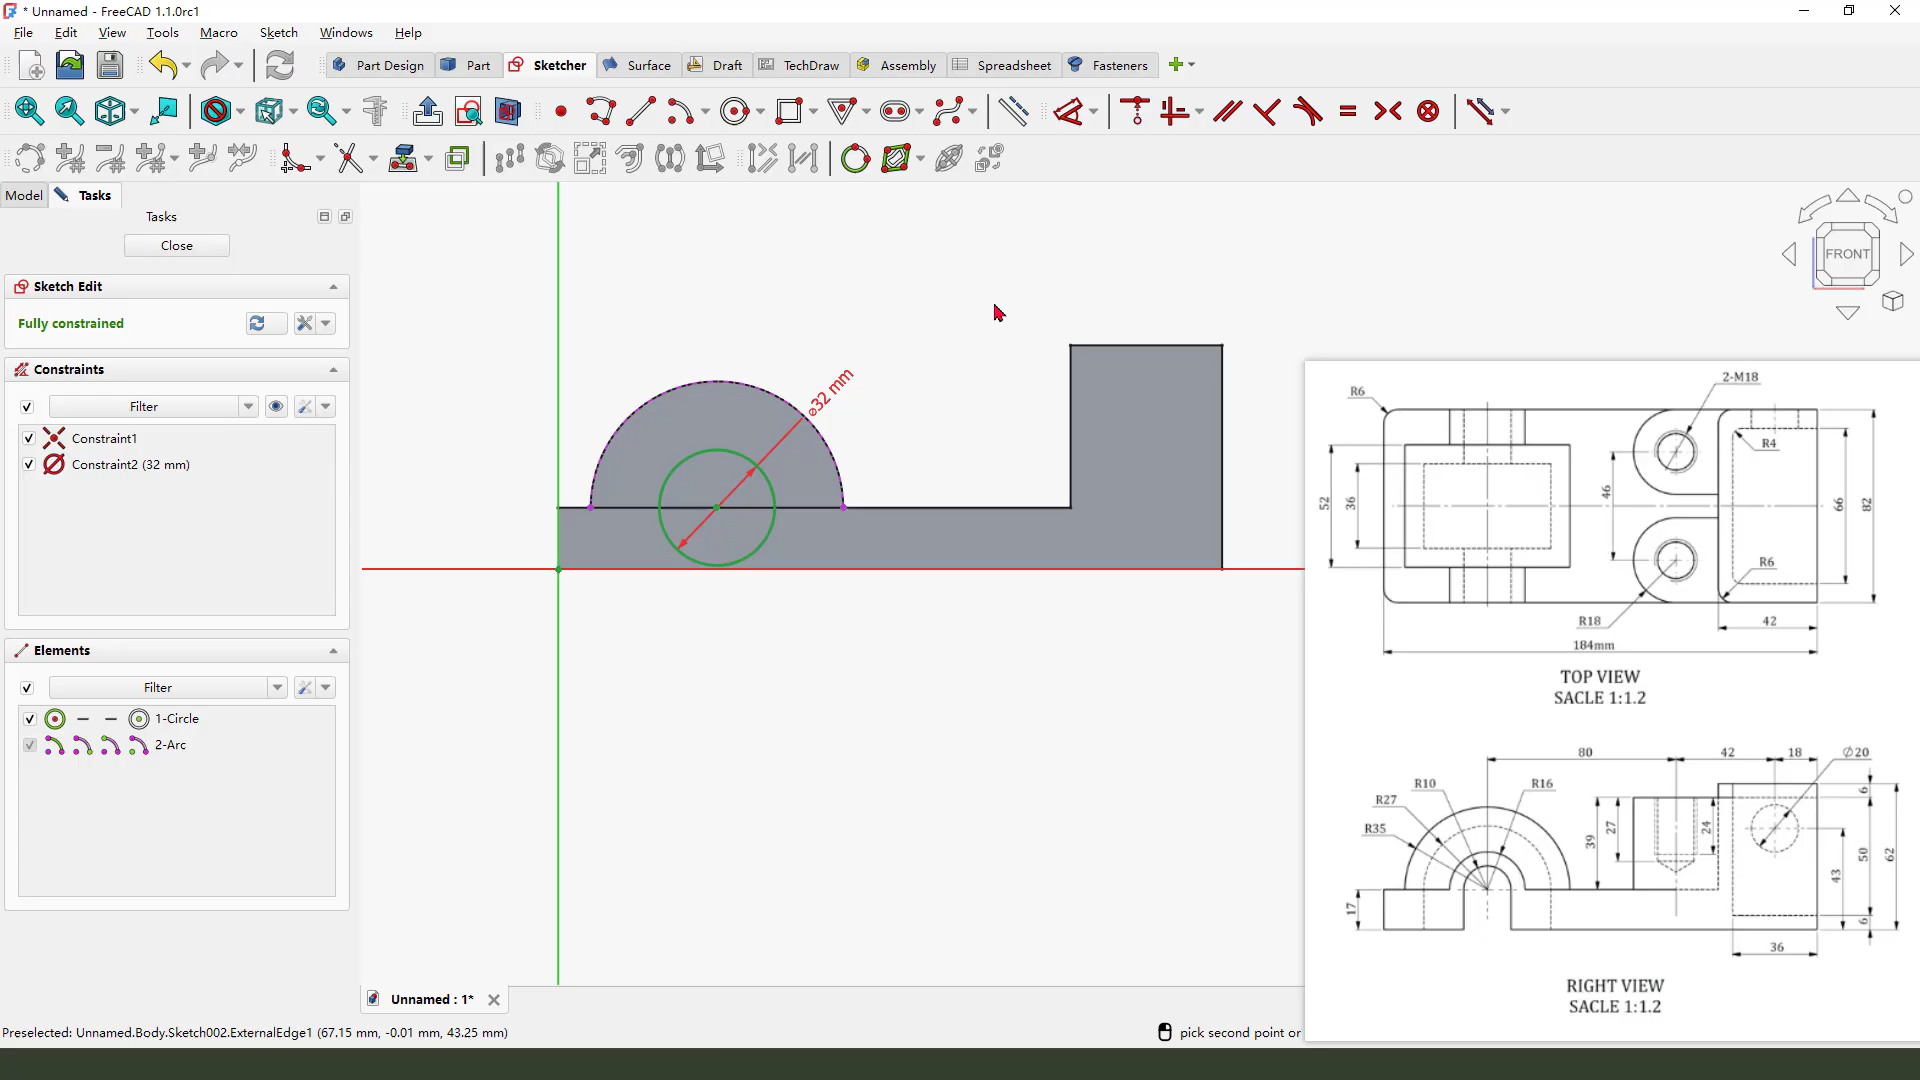 * Unnamed - FreeCAD 1.1.0rc1
File Edit View Tools Macro Sketch Windows Help
Part Design Part Sketcher Surface Draft TechDraw Assembly Spreadsheet Fasteners
Model Tasks
Tasks
Close
Sketch Edit
Fully constrained
Constraints
Filter
Constraint1
Constraint2 (32 mm)
Elements
Filter
1-Circle
2-Arc
⌀32 mm
FRONT
R6
2-M18
R4
52
36
46
66
82
R6
R18
42
184mm
TOP VIEW
SACLE 1:1.2
80
42
18
∅20
R10
R16
R27
R35
39
27
24
6
50
62
43
17
6
36
RIGHT VIEW
SACLE 1:1.2
Unnamed : 1*
Preselected: Unnamed.Body.Sketch002.ExternalEdge1 (67.15 mm, -0.01 mm, 43.25 mm)
pick second point or